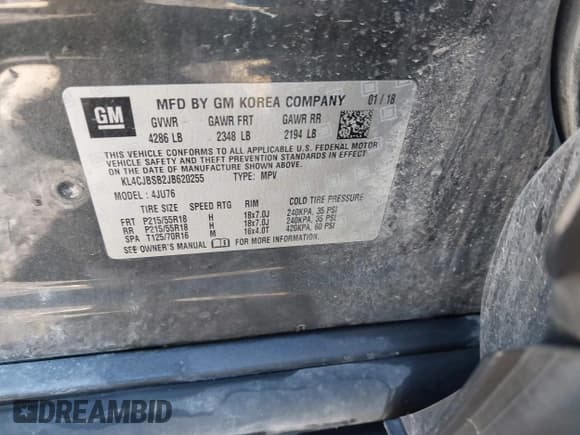 GM
MFD BY GM KOREA COMPANY 01 / 18
GVWR GAWR FRT GAWR RR
4286 LB 2348 LB 2194 LB
THIS VEHICLE CONFORMS TO ALL APPLICABLE U.S. FEDERAL MOTOR
VEHICLE SAFETY AND THEFT PREVENTION STANDARDS IN EFFECT ON
THE DATE OF MANUFACTURE SHOWN ABOVE.
KL4CJBSB2JB620255 TYPE: MPV
MODEL: 4JU76
TIRE SIZE SPEED RTG RIM COLD TIRE PRESSURE
FRT P215/55R18 H 18x7.0J 240KPA, 35 PSI
RR P215/55R18 H 18x7.0J 240KPA, 35 PSI
SPA T125/70R16 M 16x4.0T 420KPA, 60 PSI
SEE OWNER'S MANUAL FOR MORE INFORMATION.
DREAMBID